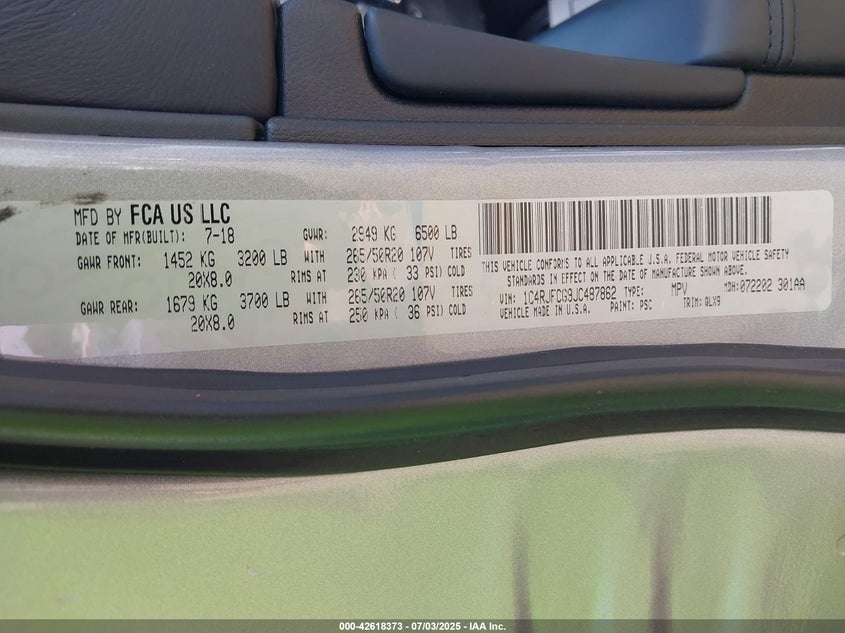 MFD BY FCA US LLC
DATE OF MFR(BUILT): 7-18 GVWR: 2949 KG 6500 LB
GAWR FRONT: 1452 KG 3200 LB WITH 265/50R20 107V TIRES
20X8.0 RIMS AT 230 KPA ( 33 PSI) COLD
GAWR REAR: 1679 KG 3700 LB WITH 265/50R20 107V TIRES
20X8.0 RIMS AT 250 KPA ( 36 PSI) COLD
THIS VEHICLE CONFORMS TO ALL APPLICABLE U.S.A. FEDERAL MOTOR VEHICLE SAFETY
STANDARDS IN EFFECT ON THE DATE OF MANUFACTURE SHOWN ABOVE.
VIN: 1C4RJFCG9JC487862 TYPE: MPV MDH:072202 301AA
VEHICLE MADE IN U.S.A. PAINT: PSC TRIM: QLX9
000-42618373 - 07/03/2025 - IAA Inc.